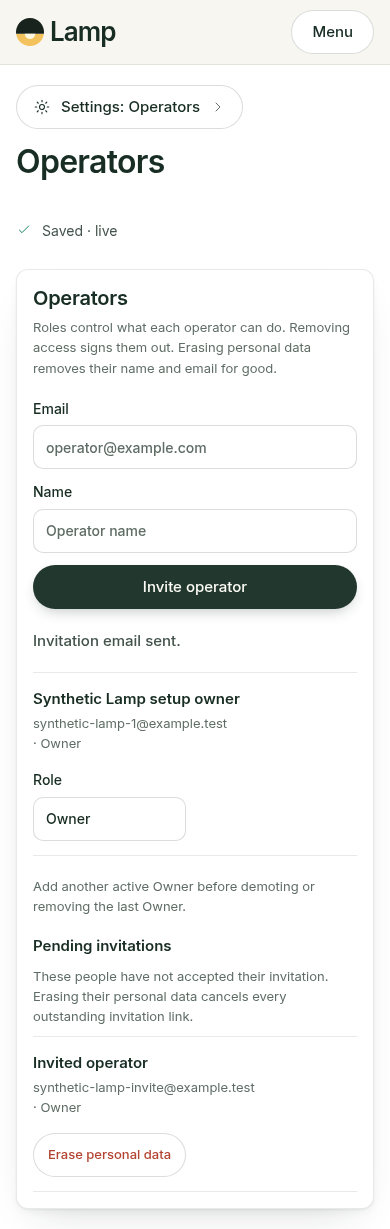 Lamp
Menu
Settings: Operators
Operators
Saved · live
Operators
Roles control what each operator can do. Removing
access signs them out. Erasing personal data
removes their name and email for good.
Email
operator@example.com
Name
Operator name
Invite operator
Invitation email sent.
Synthetic Lamp setup owner
synthetic-lamp-1@example.test
· Owner
Role
Owner
Add another active Owner before demoting or
removing the last Owner.
Pending invitations
These people have not accepted their invitation.
Erasing their personal data cancels every
outstanding invitation link.
Invited operator
synthetic-lamp-invite@example.test
· Owner
Erase personal data